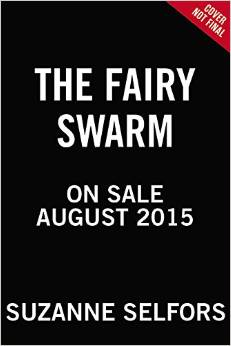 COVER
NOT FINAL
THE FAIRY
SWARM
ON SALE
AUGUST 2015
SUZANNE SELFORS